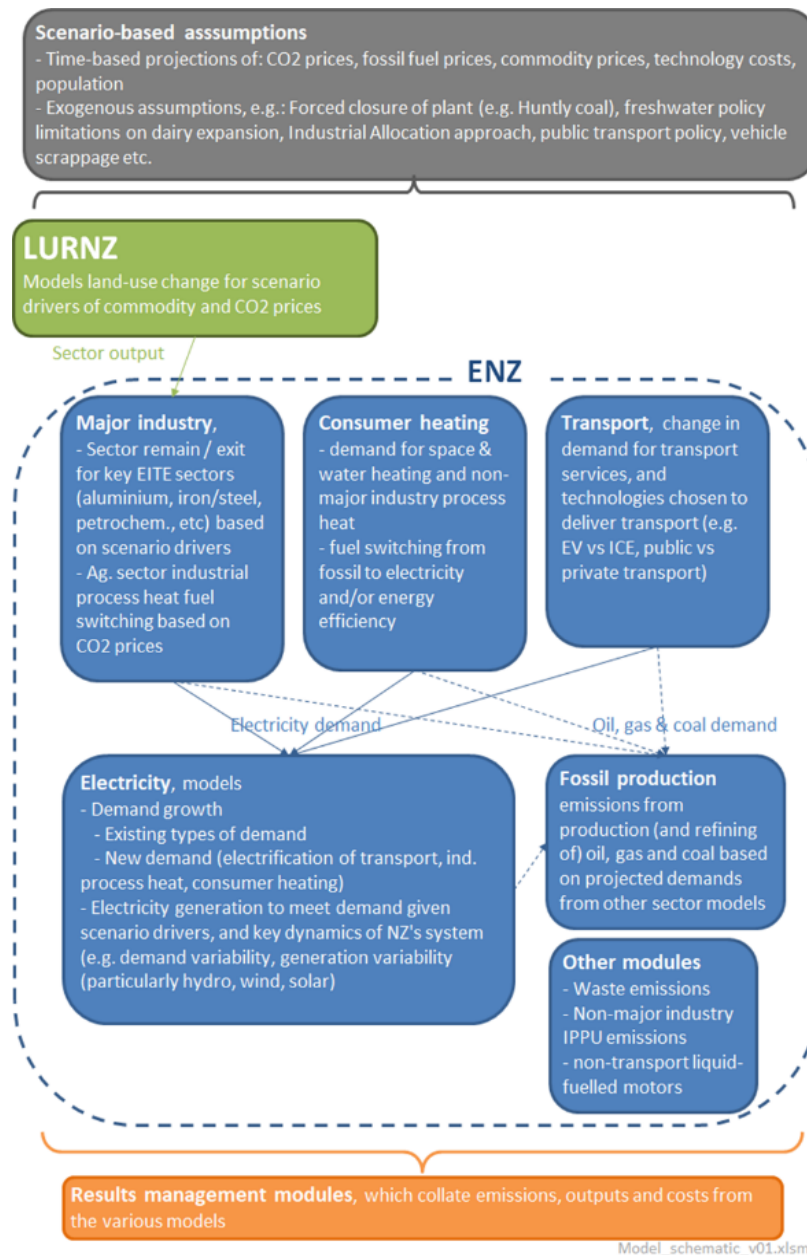 Scenario-based asssumptions
- Time-based projections of: CO2 prices, fossil fuel prices, commodity prices, technology costs,
population
- Exogenous assumptions, e.g.: Forced closure of plant (e.g. Huntly coal), freshwater policy
limitations on dairy expansion, Industrial Allocation approach, public transport policy, vehicle
scrappage etc.
LURNZ
Models land-use change for scenario
drivers of commodity and CO2 prices
Sector output
ENZ
Major industry,
- Sector remain / exit
for key EITE sectors
(aluminium, iron/steel,
petrochem., etc) based
on scenario drivers
- Ag. sector industrial
process heat fuel
switching based on
CO2 prices
Consumer heating
- demand for space &
water heating and non-
major industry process
heat
- fuel switching from
fossil to electricity
and/or energy
efficiency
Transport, change in
demand for transport
services, and
technologies chosen to
deliver transport (e.g.
EV vs ICE, public vs
private transport)
Electricity demand
Oil, gas & coal demand
Electricity, models
- Demand growth
- Existing types of demand
- New demand (electrification of transport, ind.
process heat, consumer heating)
- Electricity generation to meet demand given
scenario drivers, and key dynamics of NZ's system
(e.g. demand variability, generation variability
(particularly hydro, wind, solar)
Fossil production
emissions from
production (and refining
of) oil, gas and coal based
on projected demands
from other sector models
Other modules
- Waste emissions
- Non-major industry
IPPU emissions
- non-transport liquid-
fuelled motors
Results management modules, which collate emissions, outputs and costs from
the various models
Model_schematic_v01.xlsm